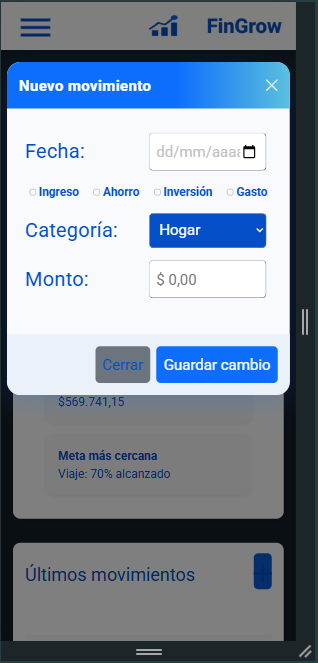 FinGrow
Nuevo movimiento
Fecha: dd/mm/aaaa
Ingreso Ahorro Inversión Gasto
Categoría: Hogar
Monto: $ 0,00
Cerrar Guardar cambio
$569.741,15
Meta más cercana
Viaje: 70% alcanzado
Últimos movimientos